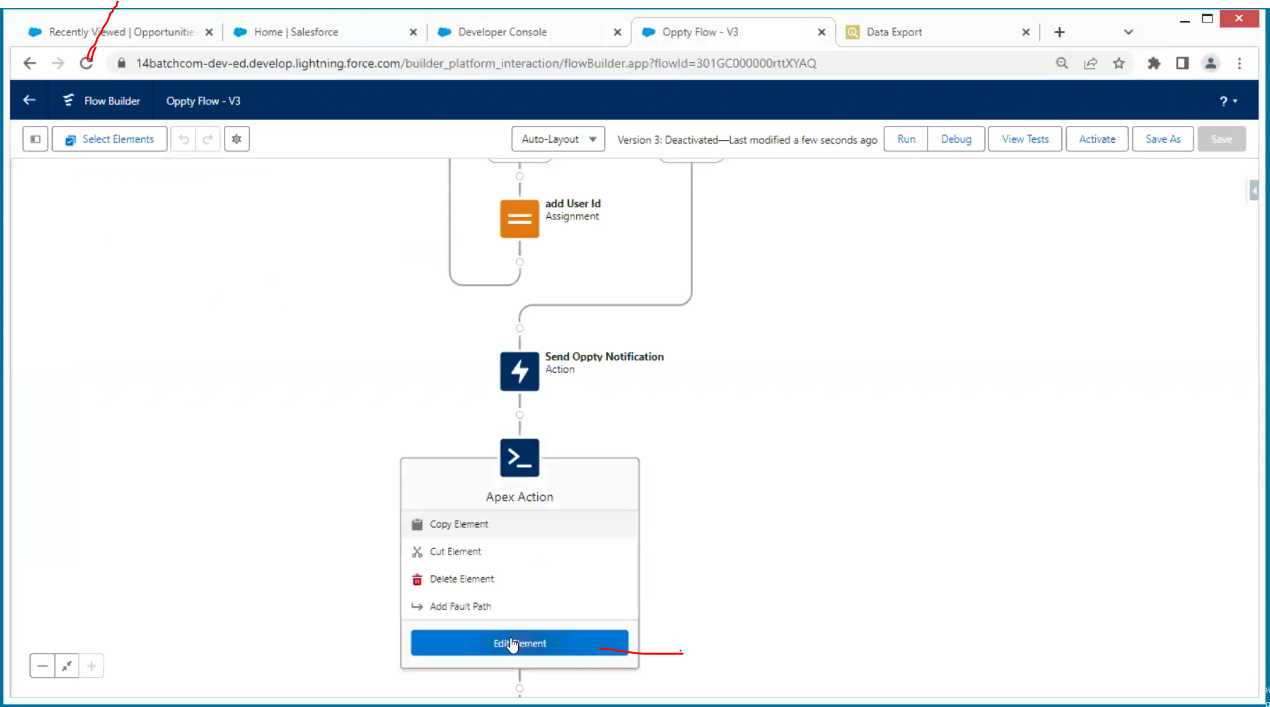 Recently Viewed | Opportunitie
Home | Salesforce
Developer Console
Oppty Flow - V3
Data Export
14batchcom-dev-ed.develop.lightning.force.com/builder_platform_interaction/flowBuilder.app?flowId=301GC000000rttXYAQ
Flow Builder
Oppty Flow - V3
?
Select Elements
Auto-Layout
Version 3: Deactivated—Last modified a few seconds ago
Run
Debug
View Tests
Activate
Save As
Save
add User Id
Assignment
Send Oppty Notification
Action
Apex Action
Copy Element
Cut Element
Delete Element
Add Fault Path
Edit Element